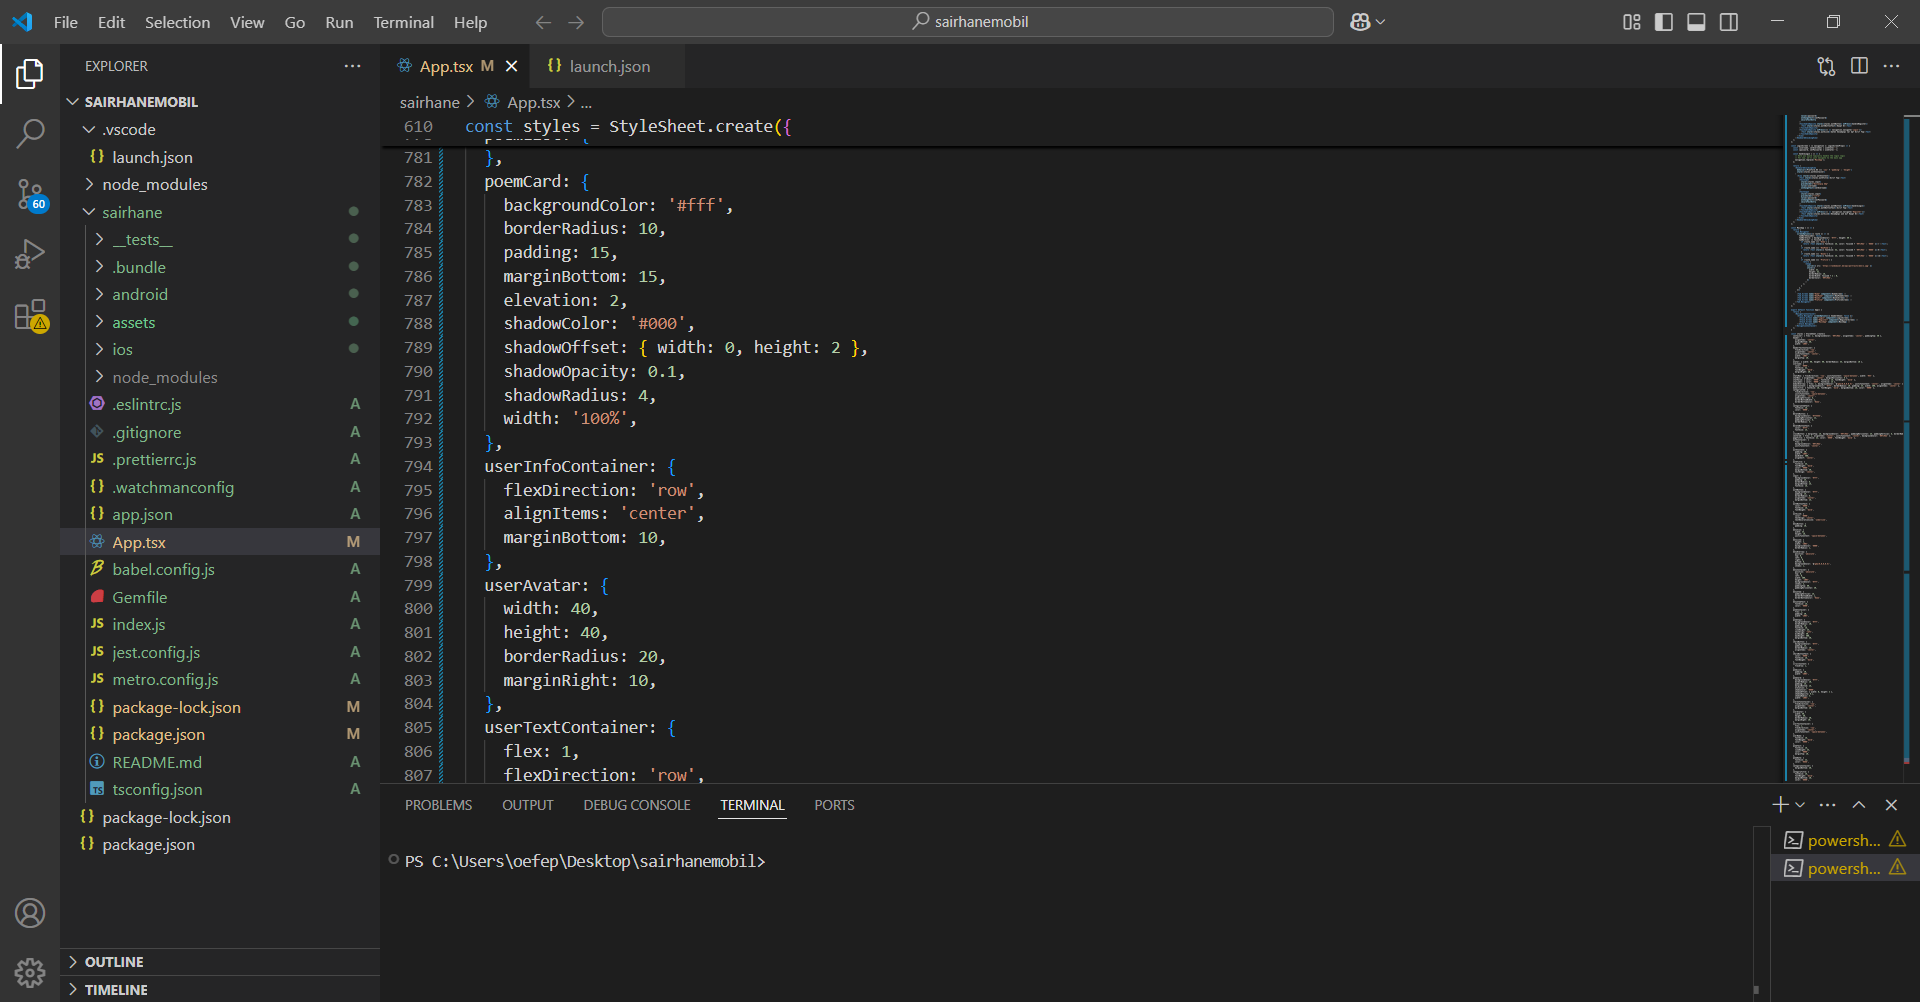 File Edit Selection View Go Run Terminal Help
sairhanemobil
EXPLORER
SAIRHANEMOBIL
.vscode
launch.json
node_modules
sairhane
__tests__
.bundle
android
assets
ios
node_modules
.eslintrc.js A
.gitignore A
.prettierrc.js A
.watchmanconfig A
app.json A
App.tsx M
babel.config.js A
Gemfile A
index.js A
jest.config.js A
metro.config.js A
package-lock.json M
package.json M
README.md A
tsconfig.json A
package-lock.json
package.json
OUTLINE
TIMELINE
60
App.tsx M
launch.json
sairhane > App.tsx > ...
610 const styles = StyleSheet.create({
781 },
782 poemCard: {
783 backgroundColor: '#fff',
784 borderRadius: 10,
785 padding: 15,
786 marginBottom: 15,
787 elevation: 2,
788 shadowColor: '#000',
789 shadowOffset: { width: 0, height: 2 },
790 shadowOpacity: 0.1,
791 shadowRadius: 4,
792 width: '100%',
793 },
794 userInfoContainer: {
795 flexDirection: 'row',
796 alignItems: 'center',
797 marginBottom: 10,
798 },
799 userAvatar: {
800 width: 40,
801 height: 40,
802 borderRadius: 20,
803 marginRight: 10,
804 },
805 userTextContainer: {
806 flex: 1,
807 flexDirection: 'row',
PROBLEMS OUTPUT DEBUG CONSOLE TERMINAL PORTS
PS C:\Users\oefep\Desktop\sairhanemobil>
powersh...
powersh...